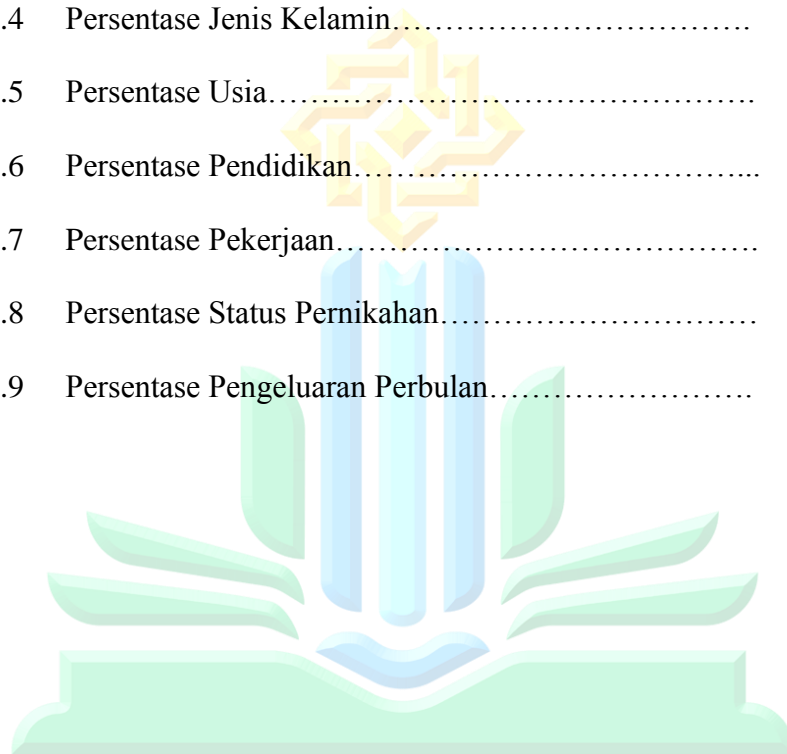 .4 Persentase Jenis Kelamin…………………………….
.5 Persentase Usia……………………………………….
.6 Persentase Pendidikan………………………………...
.7 Persentase Pekerjaan………………………………….
.8 Persentase Status Pernikahan…………………………
.9 Persentase Pengeluaran Perbulan…………………….